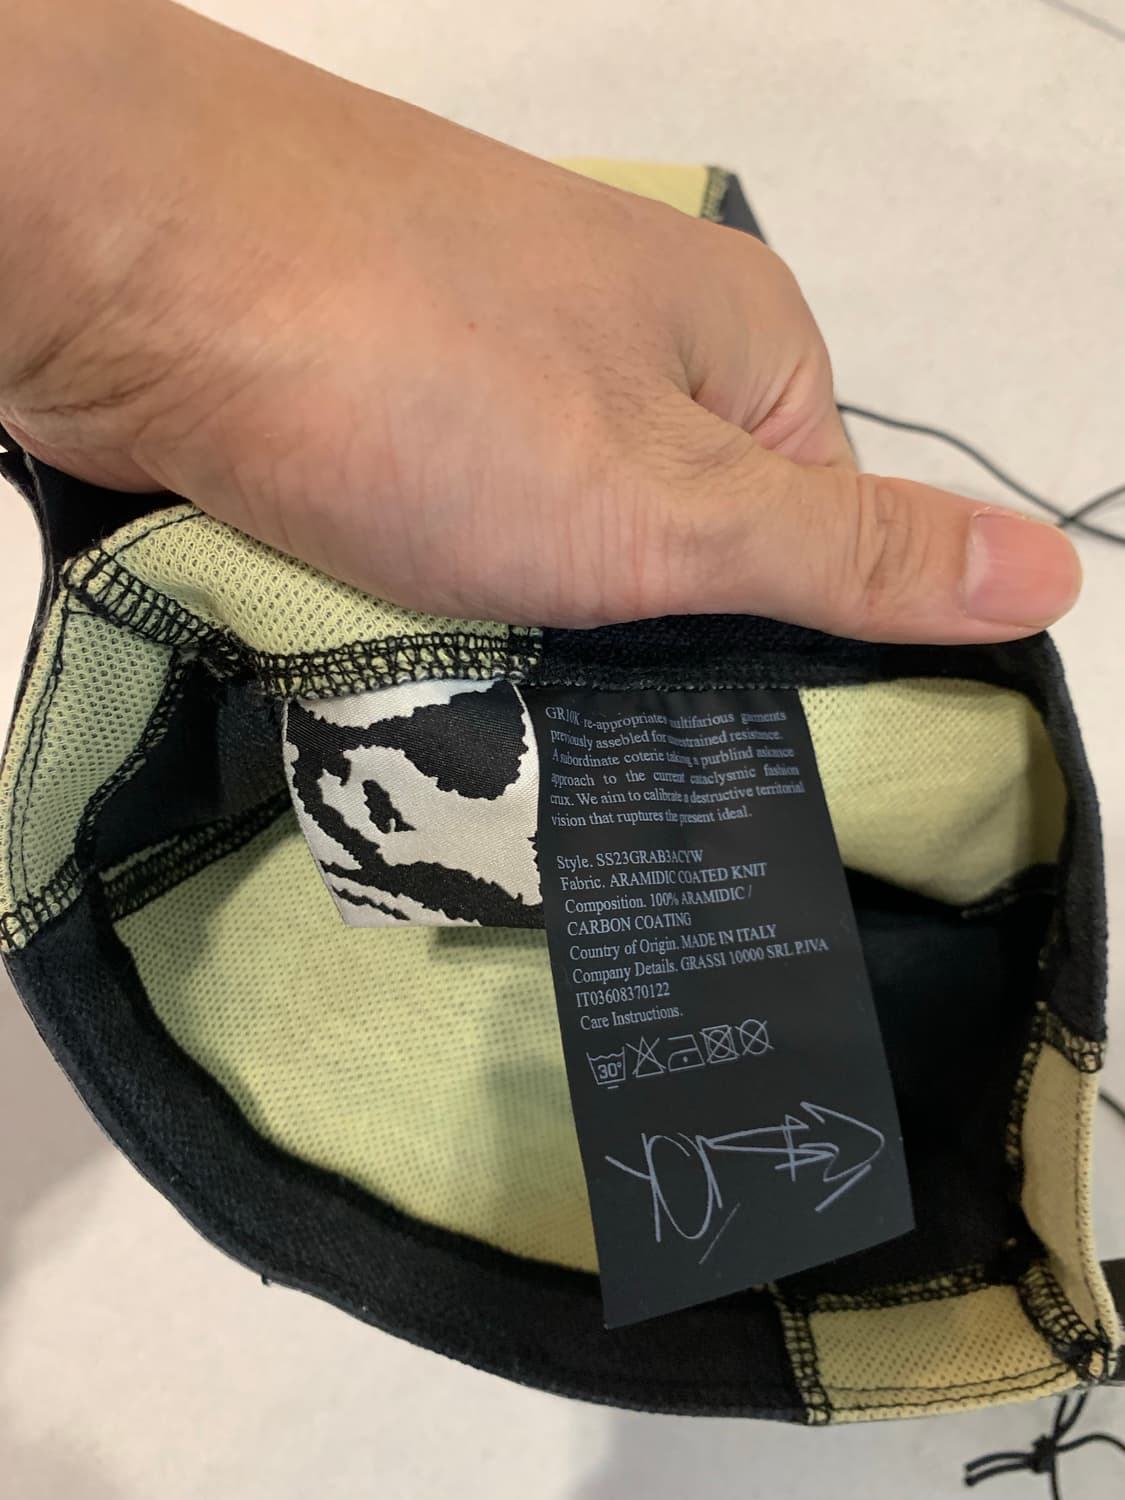 GR10K re-appropriates multifarious garments
previously assebled for unrestrained resistance.
A subordinate coterie taking a purblind askance
approach to the current cataclysmic fashion
crux. We aim to calibrate a destructive territorial
vision that ruptures the present ideal.
Style. SS23GRAB3ACYW
Fabric. ARAMIDIC COATED KNIT
Composition. 100% ARAMIDIC /
CARBON COATING
Country of Origin. MADE IN ITALY
Company Details. GRASSI 10000 SRL P.IVA
IT03608370122
Care Instructions.
30°